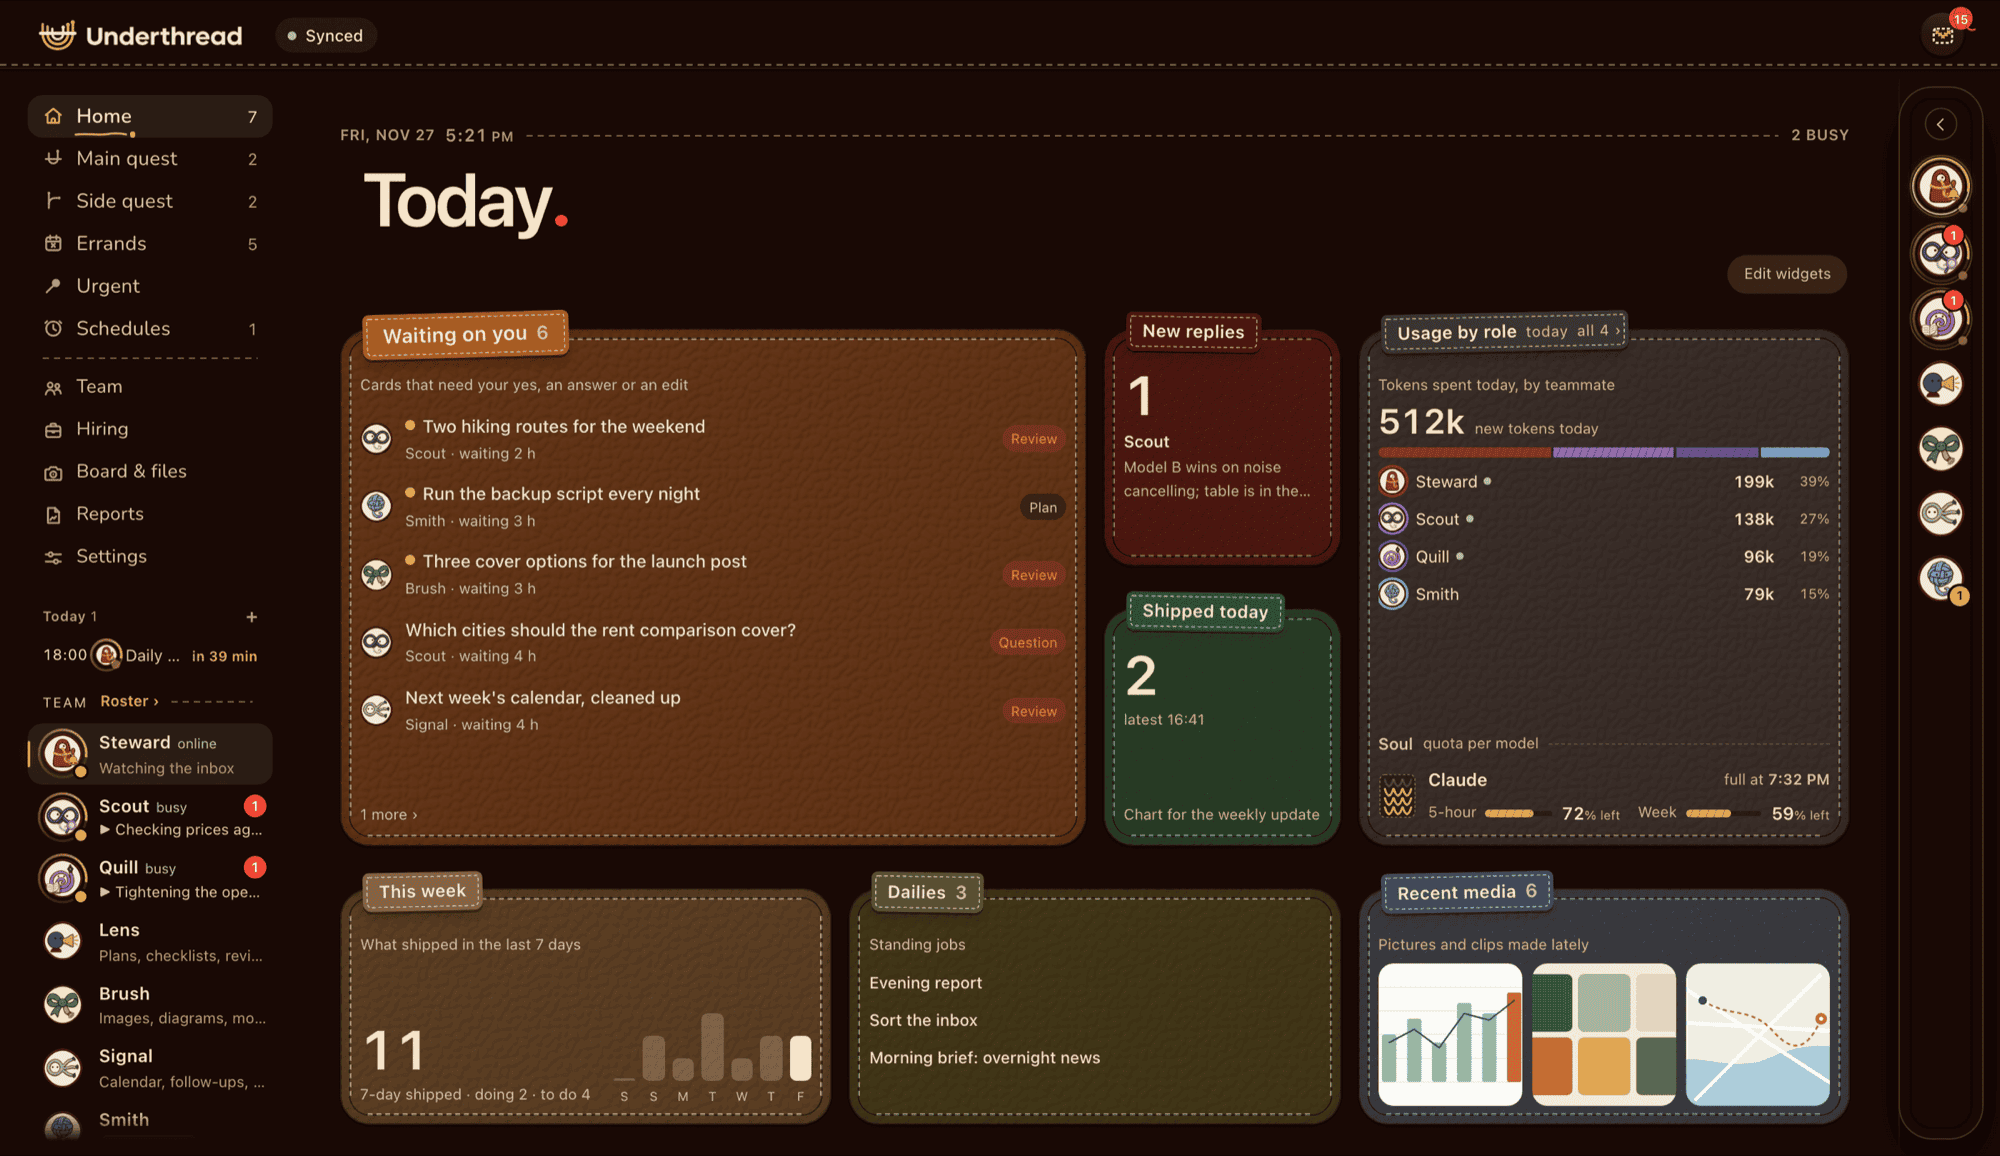 Underthread
Synced
15
Home 7
Main quest 2
Side quest 2
Errands 5
Urgent
Schedules 1
Team
Hiring
Board & files
Reports
Settings
Today 1 +
18:00 Daily ... in 39 min
TEAM Roster ›
Steward online
Watching the inbox
Scout busy 1
▶ Checking prices ag...
Quill busy 1
▶ Tightening the ope...
Lens
Plans, checklists, revi...
Brush
Images, diagrams, mo...
Signal
Calendar, follow-ups, ...
Smith
FRI, NOV 27 5:21 PM
2 BUSY
Today.
Edit widgets
Waiting on you 6
Cards that need your yes, an answer or an edit
Two hiking routes for the weekend
Scout · waiting 2 h
Review
Run the backup script every night
Smith · waiting 3 h
Plan
Three cover options for the launch post
Brush · waiting 3 h
Review
Which cities should the rent comparison cover?
Scout · waiting 4 h
Question
Next week's calendar, cleaned up
Signal · waiting 4 h
Review
1 more ›
New replies
1
Scout
Model B wins on noise
cancelling; table is in the...
Shipped today
2
latest 16:41
Chart for the weekly update
Usage by role today all 4 ›
Tokens spent today, by teammate
512k new tokens today
Steward 199k 39%
Scout 138k 27%
Quill 96k 19%
Smith 79k 15%
Soul quota per model
Claude full at 7:32 PM
5-hour 72% left Week 59% left
This week
What shipped in the last 7 days
11
7-day shipped · doing 2 · to do 4
S S M T W T F
Dailies 3
Standing jobs
Evening report
Sort the inbox
Morning brief: overnight news
Recent media 6
Pictures and clips made lately
1
1
1